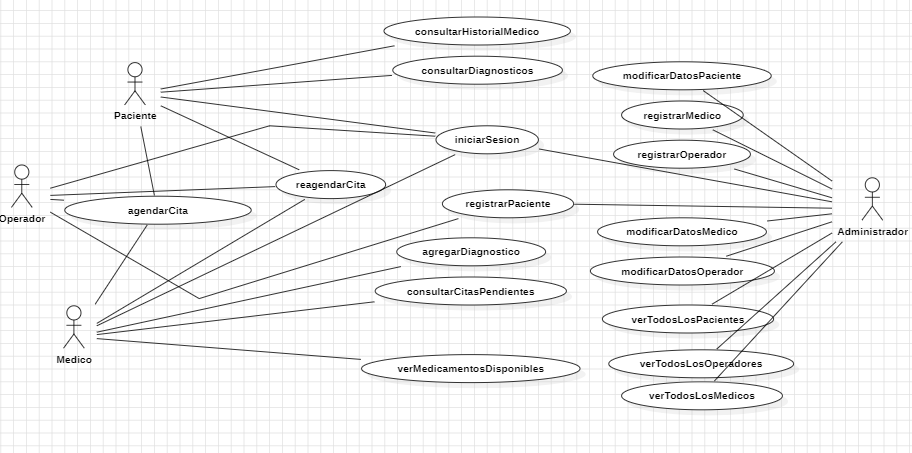 consultarHistorialMedico
consultarDiagnosticos
modificarDatosPaciente
Paciente
registrarMedico
iniciarSesion
registrarOperador
reagendarCita
Operador
agendarCita
registrarPaciente
Administrador
modificarDatosMedico
agregarDiagnostico
modificarDatosOperador
consultarCitasPendientes
verTodosLosPacientes
Medico
verMedicamentosDisponibles
verTodosLosOperadores
verTodosLosMedicos